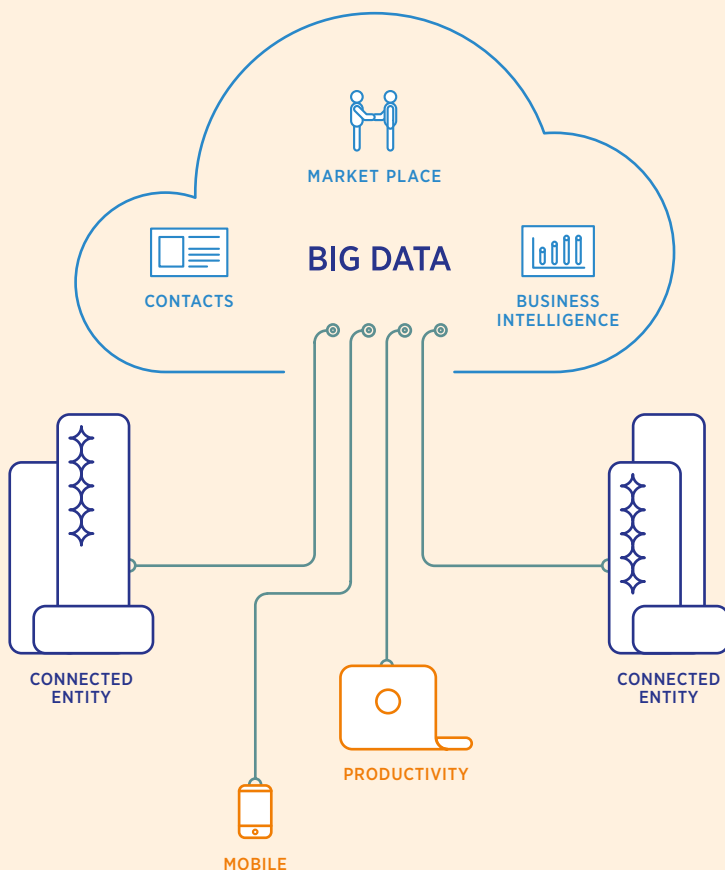 MARKET PLACE
BIG DATA
CONTACTS
BUSINESS
INTELLIGENCE
CONNECTED
ENTITY
CONNECTED
ENTITY
PRODUCTIVITY
MOBILE